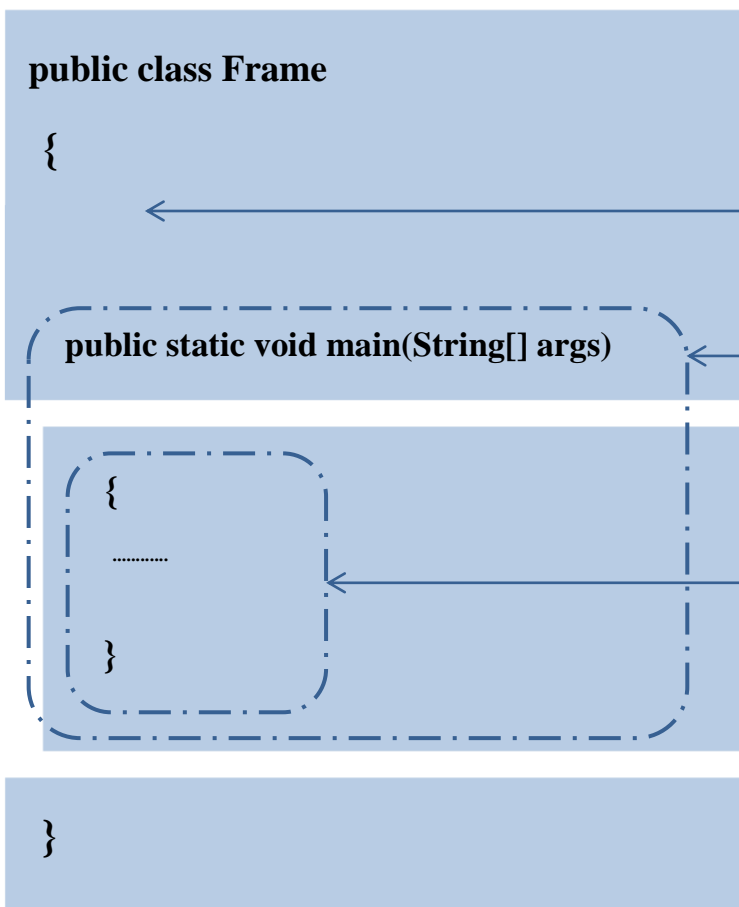 public class Frame
{
public static void main(String[] args)
{
............
}
}